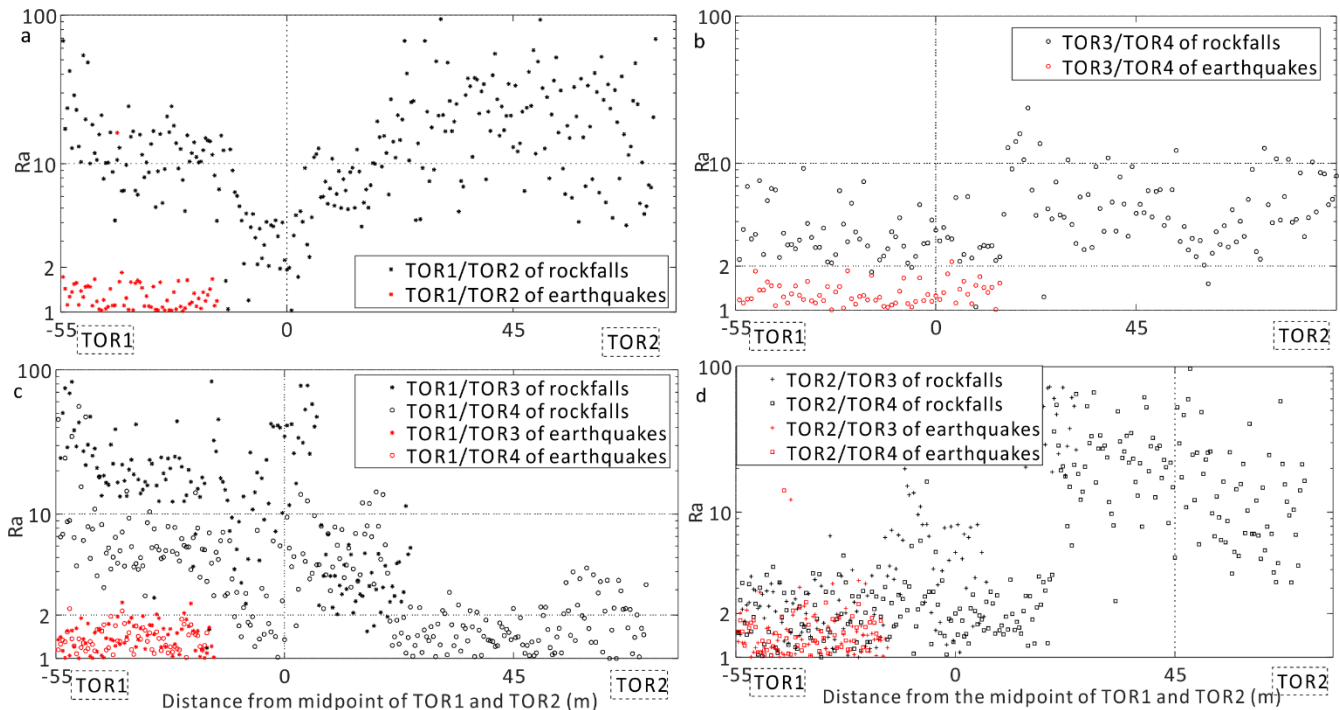 100
a
Ra
10
2
1
TOR1/TOR2 of rockfalls
TOR1/TOR2 of earthquakes
-55
0
45
TOR1
TOR2
100
b
Ra
10
2
1
TOR3/TOR4 of rockfalls
TOR3/TOR4 of earthquakes
-55
0
45
TOR1
TOR2
100
c
Ra
10
2
1
TOR1/TOR3 of rockfalls
TOR1/TOR4 of rockfalls
TOR1/TOR3 of earthquakes
TOR1/TOR4 of earthquakes
-55
0
45
TOR1
TOR2
Distance from midpoint of TOR1 and TOR2 (m)
100
d
Ra
10
2
1
TOR2/TOR3 of rockfalls
TOR2/TOR4 of rockfalls
TOR2/TOR3 of earthquakes
TOR2/TOR4 of earthquakes
-55
0
45
TOR1
TOR2
Distance from the midpoint of TOR1 and TOR2 (m)